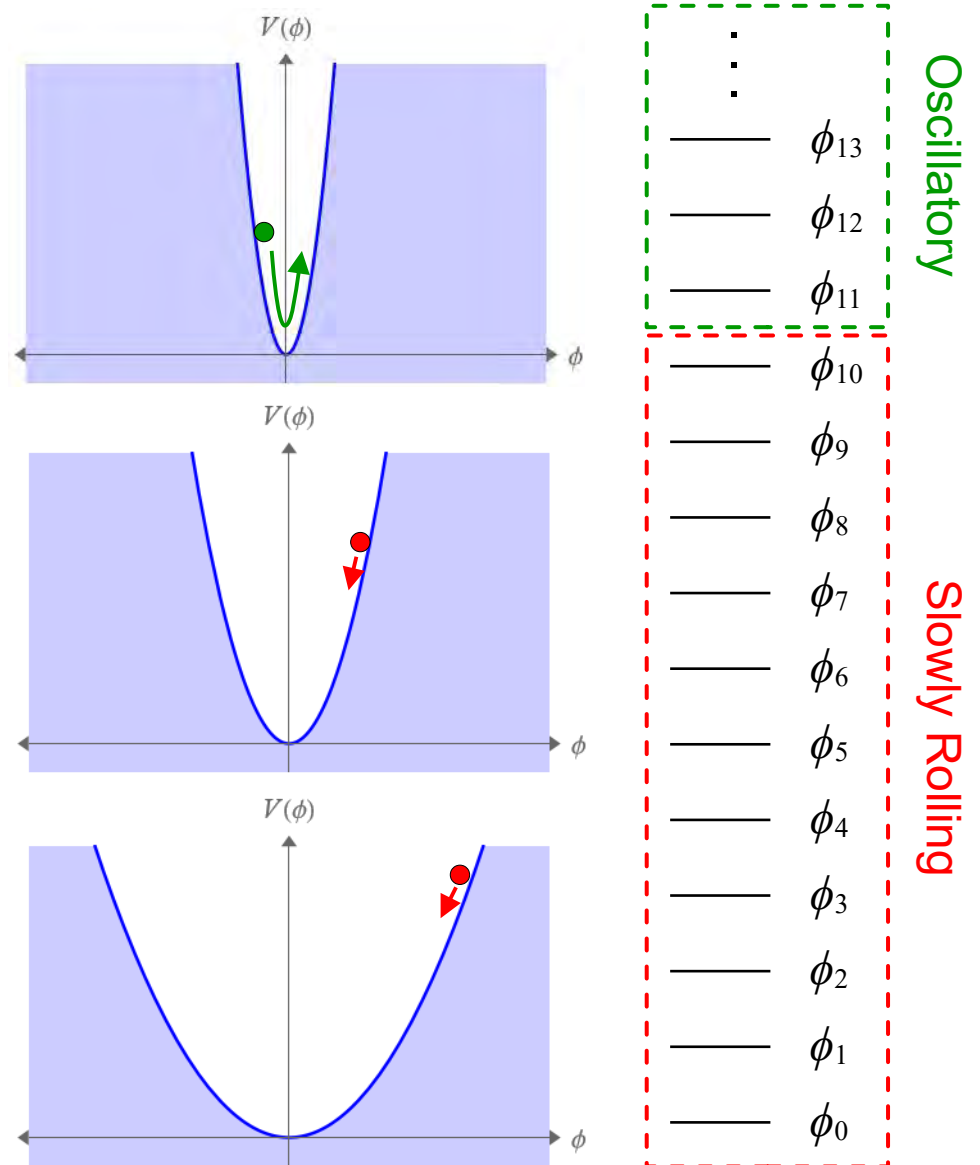 V(ϕ)
ϕ
V(ϕ)
ϕ
V(ϕ)
ϕ
ϕ₁₃
ϕ₁₂
ϕ₁₁
ϕ₁₀
ϕ₉
ϕ₈
ϕ₇
ϕ₆
ϕ₅
ϕ₄
ϕ₃
ϕ₂
ϕ₁
ϕ₀
Oscillatory
Slowly Rolling